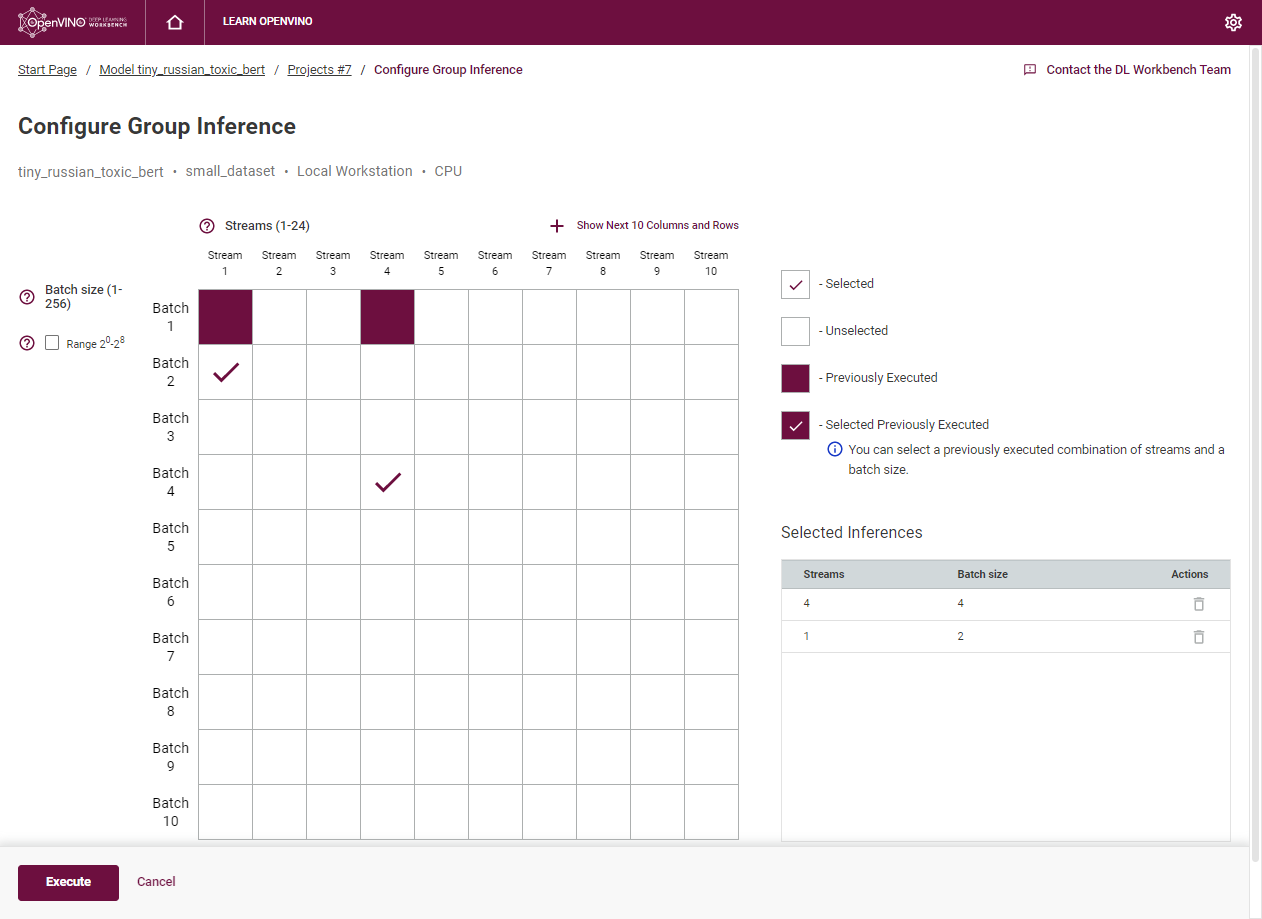 OpenVINO DEEP LEARNING WORKBENCH
LEARN OPENVINO
Start Page / Model tiny_russian_toxic_bert / Projects #7 / Configure Group Inference
Contact the DL Workbench Team
Configure Group Inference
tiny_russian_toxic_bert • small_dataset • Local Workstation • CPU
Streams (1-24)
Show Next 10 Columns and Rows
Stream 1
Stream 2
Stream 3
Stream 4
Stream 5
Stream 6
Stream 7
Stream 8
Stream 9
Stream 10
Batch size (1-
256)
Range 2^0-2^8
Batch
1
Batch
2
Batch
3
Batch
4
Batch
5
Batch
6
Batch
7
Batch
8
Batch
9
Batch
10
- Selected
- Unselected
- Previously Executed
- Selected Previously Executed
You can select a previously executed combination of streams and a
batch size.
Selected Inferences
Streams Batch size Actions
4 4
1 2
Execute
Cancel